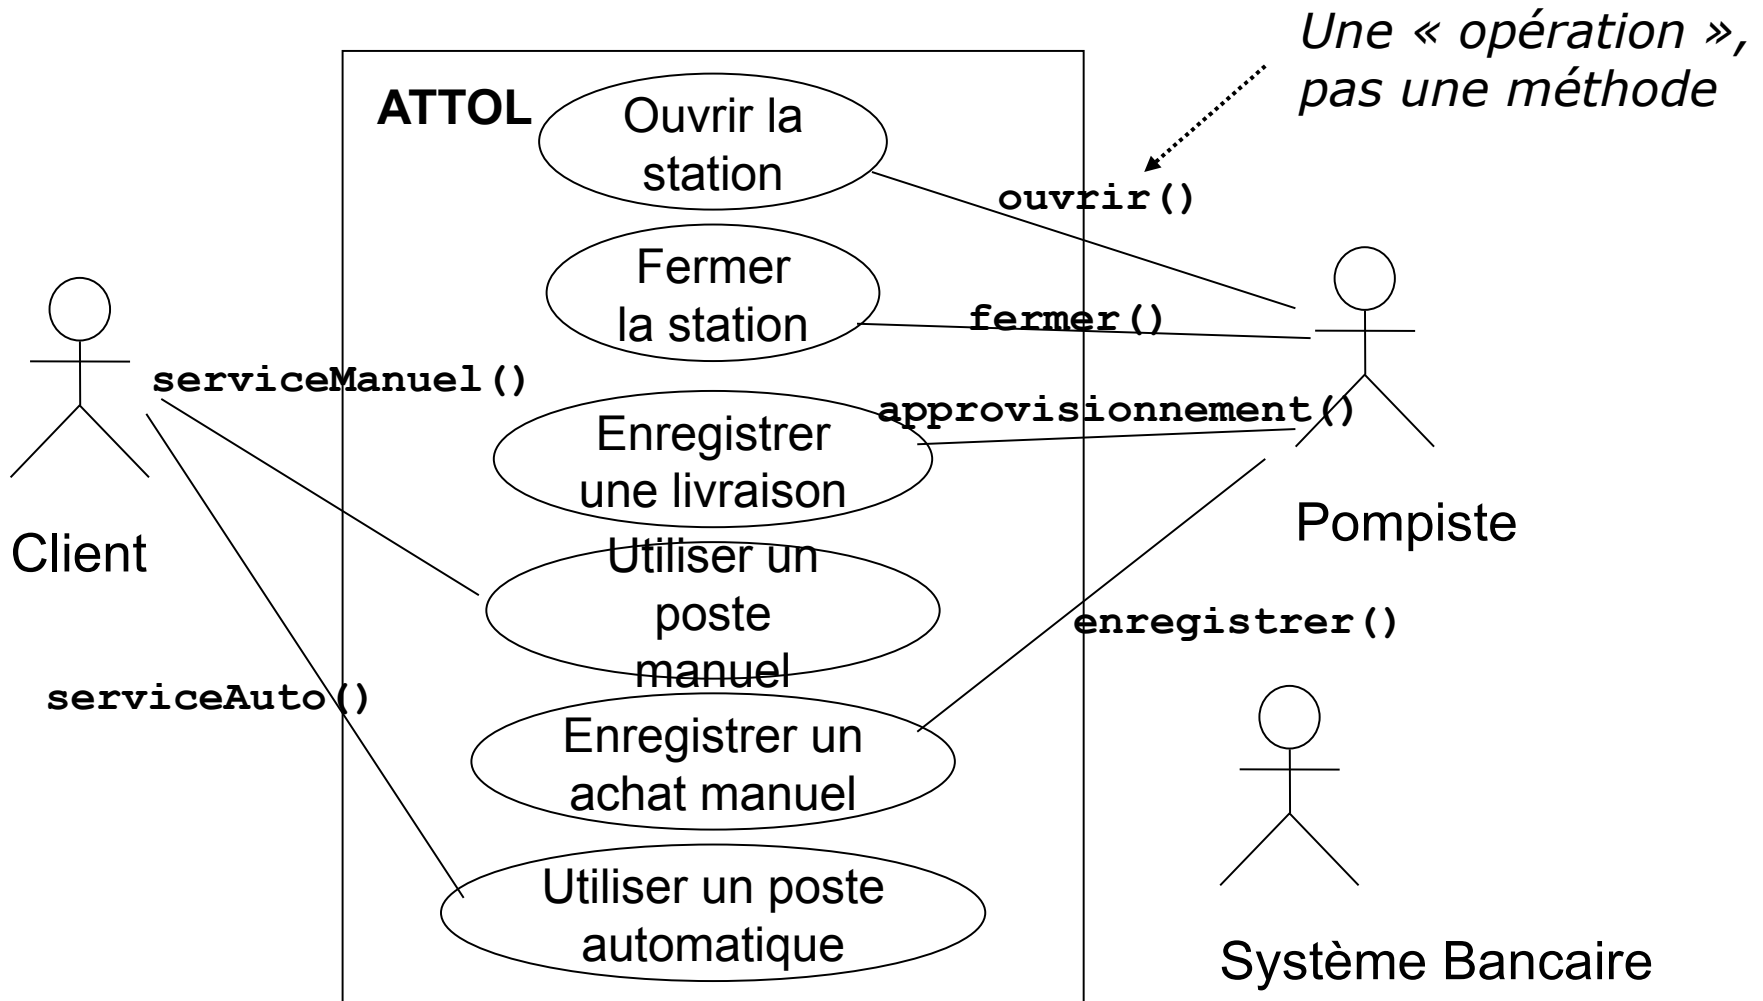 Une « opération »,
pas une méthode
ATTOL
Ouvrir la
station
ouvrir()
Fermer
la station
fermer()
serviceManuel()
Enregistrer
une livraison
approvisionnement()
Pompiste
Client
Utiliser un
poste
manuel
enregistrer()
serviceAuto()
Enregistrer un
achat manuel
Utiliser un poste
automatique
Système Bancaire